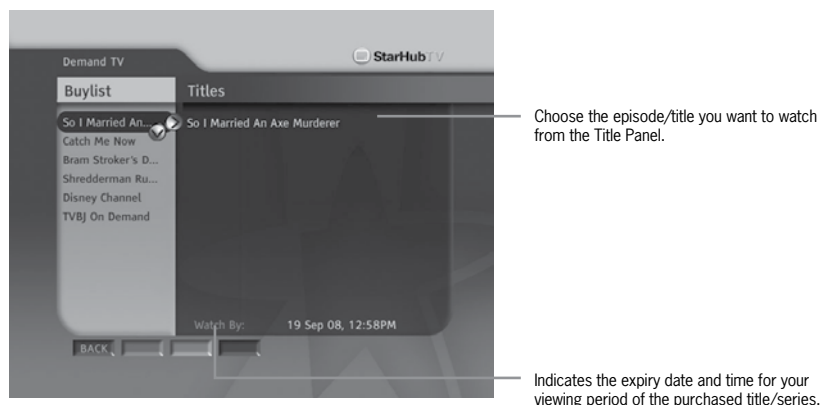 Demand TV
StarHub TV
Buylist
Titles
So I Married An...
So I Married An Axe Murderer
Catch Me Now
Bram Stroker's D...
Shredderman Ru...
Disney Channel
TVBJ On Demand
Watch By: 19 Sep 08, 12:58PM
BACK
Choose the episode/title you want to watch
from the Title Panel.
Indicates the expiry date and time for your
viewing period of the purchased title/series.